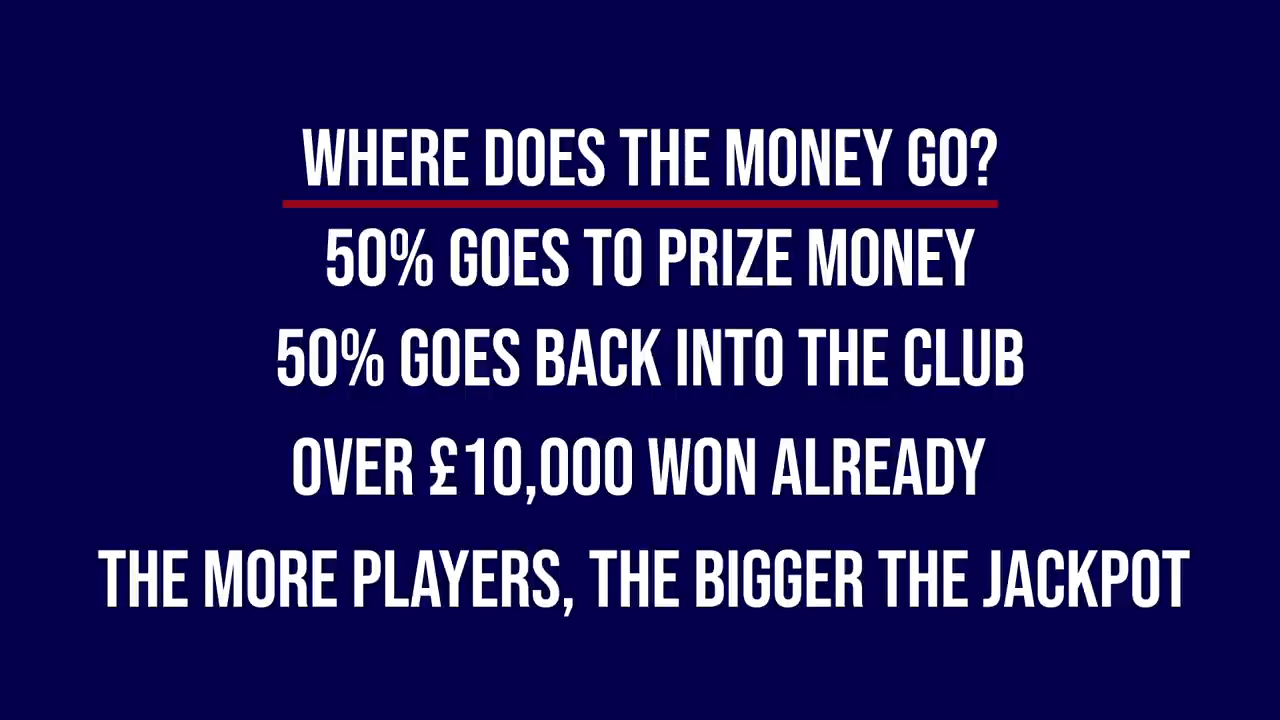 WHERE DOES THE MONEY GO?
50% GOES TO PRIZE MONEY
50% GOES BACK INTO THE CLUB
OVER £10,000 WON ALREADY
THE MORE PLAYERS, THE BIGGER THE JACKPOT